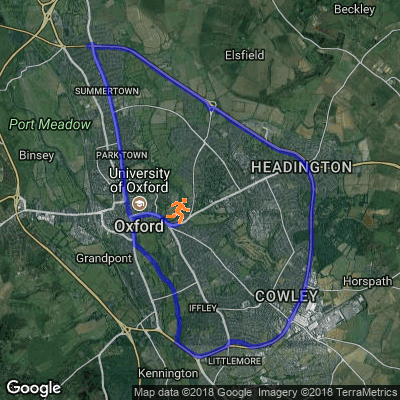 Beckley
Elsfield
SUMMERTOWN
Port Meadow
Binsey
PARK TOWN
HEADINGTON
University
of Oxford
Oxford
Grandpont
Horspath
COWLEY
IFFLEY
LITTLEMORE
Kennington
Google
Map data ©2018 Google Imagery ©2018 TerraMetrics